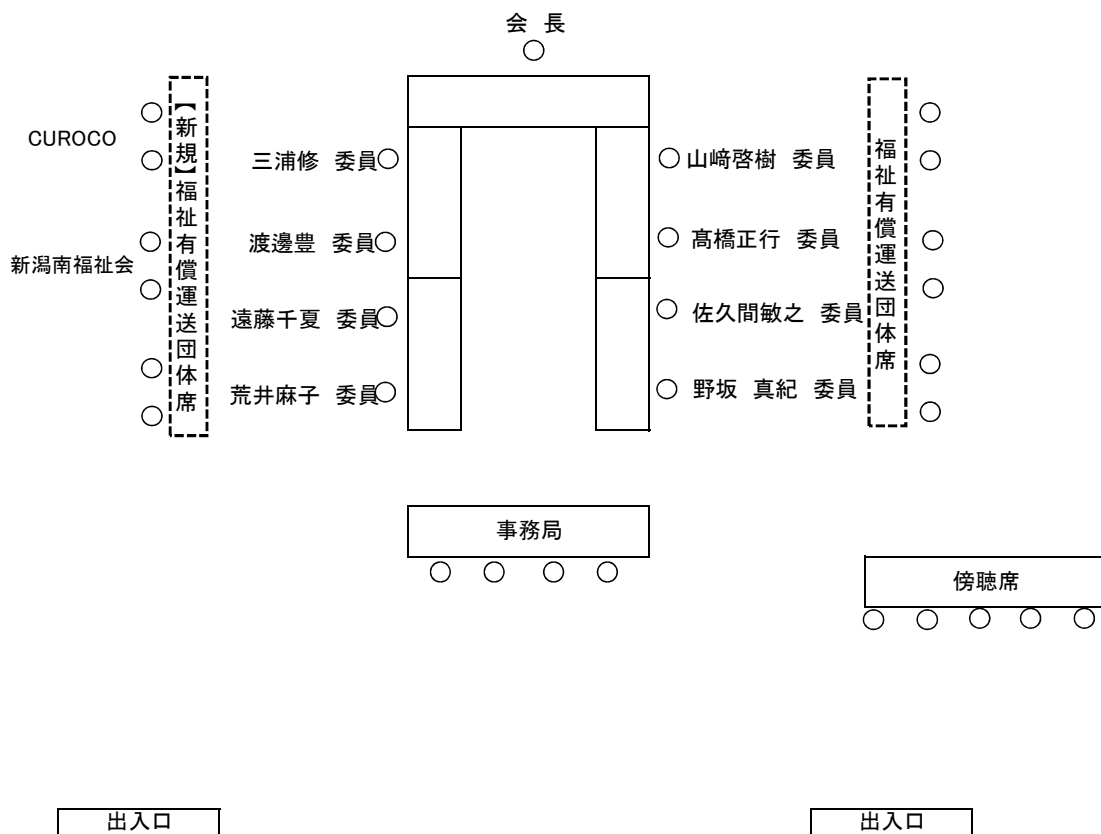 会 長
CUROCO
新潟南福祉会
【新規】福祉有償運送団体席
三浦修 委員
渡邊豊 委員
遠藤千夏 委員
荒井麻子 委員
山﨑啓樹 委員
髙橋正行 委員
佐久間敏之 委員
野坂 真紀 委員
福祉有償運送団体席
事務局
傍聴席
出入口
出入口